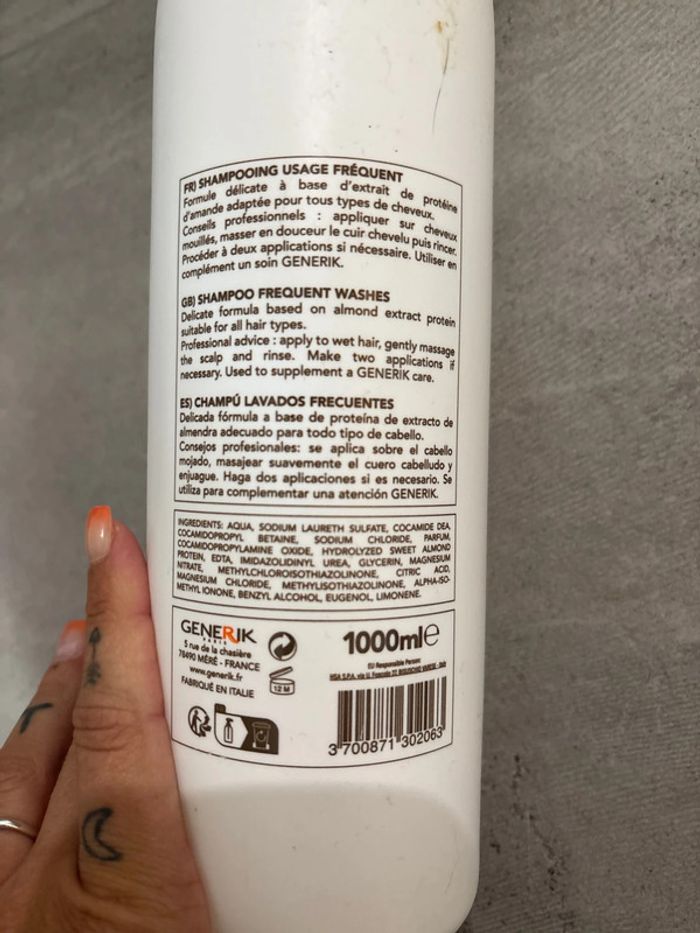 FR) SHAMPOOING USAGE FRÉQUENT
Formule délicate à base d'extrait de protéine
d'amande adaptée pour tous types de cheveux.
Conseils professionnels : appliquer sur cheveux
mouillés, masser en douceur le cuir chevelu puis rincer.
Procéder à deux applications si nécessaire. Utiliser en
complément un soin GENERIK.
GB) SHAMPOO FREQUENT WASHES
Delicate formula based on almond extract protein
suitable for all hair types.
Professional advice : apply to wet hair, gently massage
the scalp and rinse. Make two applications if
necessary. Used to supplement a GENERIK care.
ES) CHAMPÚ LAVADOS FRECUENTES
Delicada fórmula a base de proteína de extracto de
almendra adecuado para todo tipo de cabello.
Consejos profesionales: se aplica sobre el cabello
mojado, masajear suavemente el cuero cabelludo y
enjuague. Haga dos aplicaciones si es necesario. Se
utiliza para complementar una atención GENERIK.
INGREDIENTS: AQUA, SODIUM LAURETH SULFATE, COCAMIDE DEA,
COCAMIDOPROPYL BETAINE, SODIUM CHLORIDE, PARFUM,
COCAMIDOPROPYLAMINE OXIDE, HYDROLYZED SWEET ALMOND
PROTEIN, EDTA, IMIDAZOLIDINYL UREA, GLYCERIN, MAGNESIUM
NITRATE, METHYLCHLOROISOTHIAZOLINONE, CITRIC ACID,
MAGNESIUM CHLORIDE, METHYLISOTHIAZOLINONE, ALPHA-ISO-
METHYL IONONE, BENZYL ALCOHOL, EUGENOL, LIMONENE.
GENERIK
PARIS
5 rue de la chasière
78490 MÉRÉ - FRANCE
www.generik.fr
FABRIQUÉ EN ITALIE
12 M
1000ml e
EU Responsible Person:
HSA S.P.A. via U. Foscolo 22 BISUSCHIO VARESE - Italy
3 700871 302063